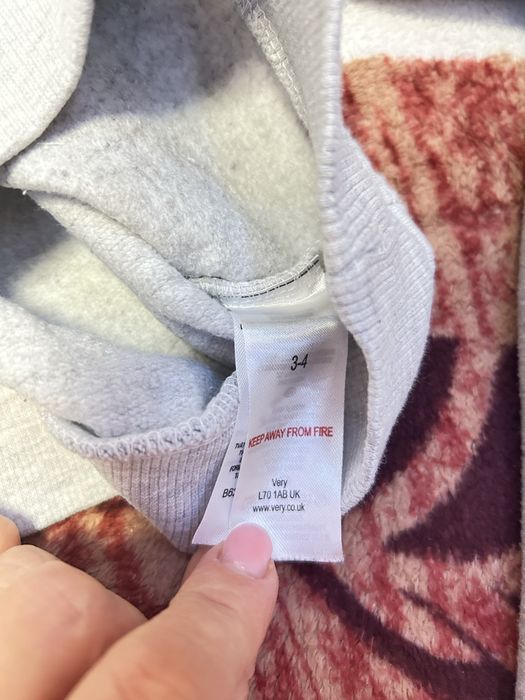 3-4
KEEP AWAY FROM FIRE
Very
L70 1AB UK
www.very.co.uk